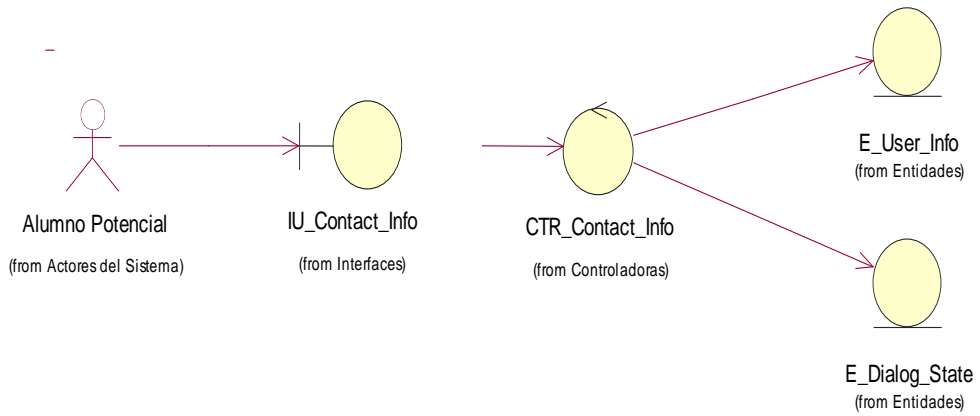 Alumno Potencial
(from Actores del Sistema)
IU_Contact_Info
(from Interfaces)
CTR_Contact_Info
(from Controladoras)
E_User_Info
(from Entidades)
E_Dialog_State
(from Entidades)